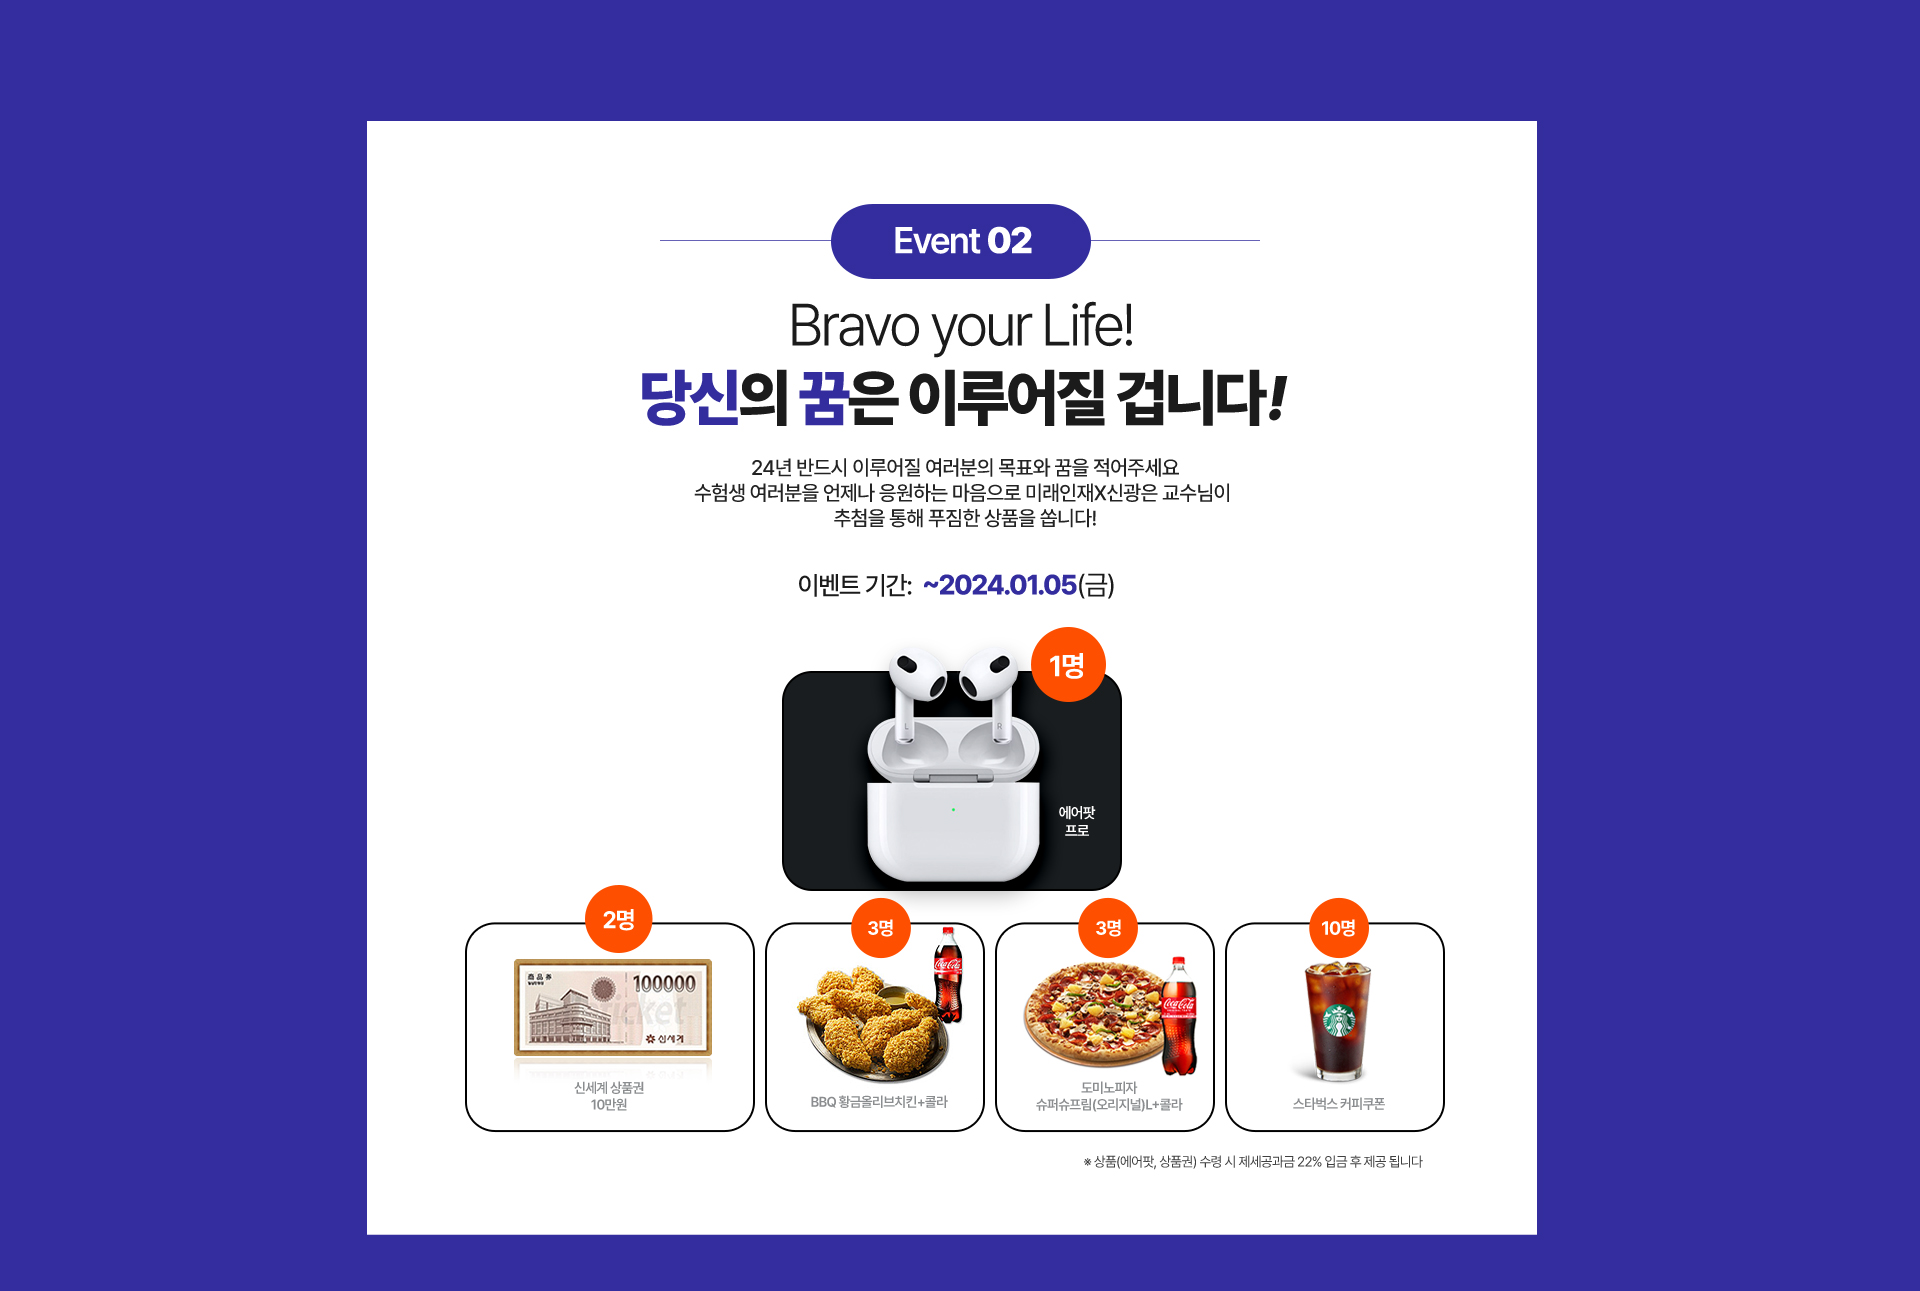 Event 02
Bravo your Life!
당신의 꿈은 이루어질 겁니다!
24년 반드시 이루어질 여러분의 목표와 꿈을 적어주세요
수험생 여러분을 언제나 응원하는 마음으로 미래인재X신광은 교수님이
추첨을 통해 푸짐한 상품을 쏩니다!
이벤트 기간: ~2024.01.05(금)
1명
L
R
에어팟
프로
2명
商品券
100000
ticket
신세계
신세계 상품권
10만원
3명
Coca-Cola
BBQ 황금올리브치킨+콜라
3명
Coca-Cola
도미노피자
슈퍼슈프림(오리지널)L+콜라
10명
스타벅스 커피쿠폰
※ 상품(에어팟, 상품권) 수령 시 제세공과금 22% 입금 후 제공 됩니다